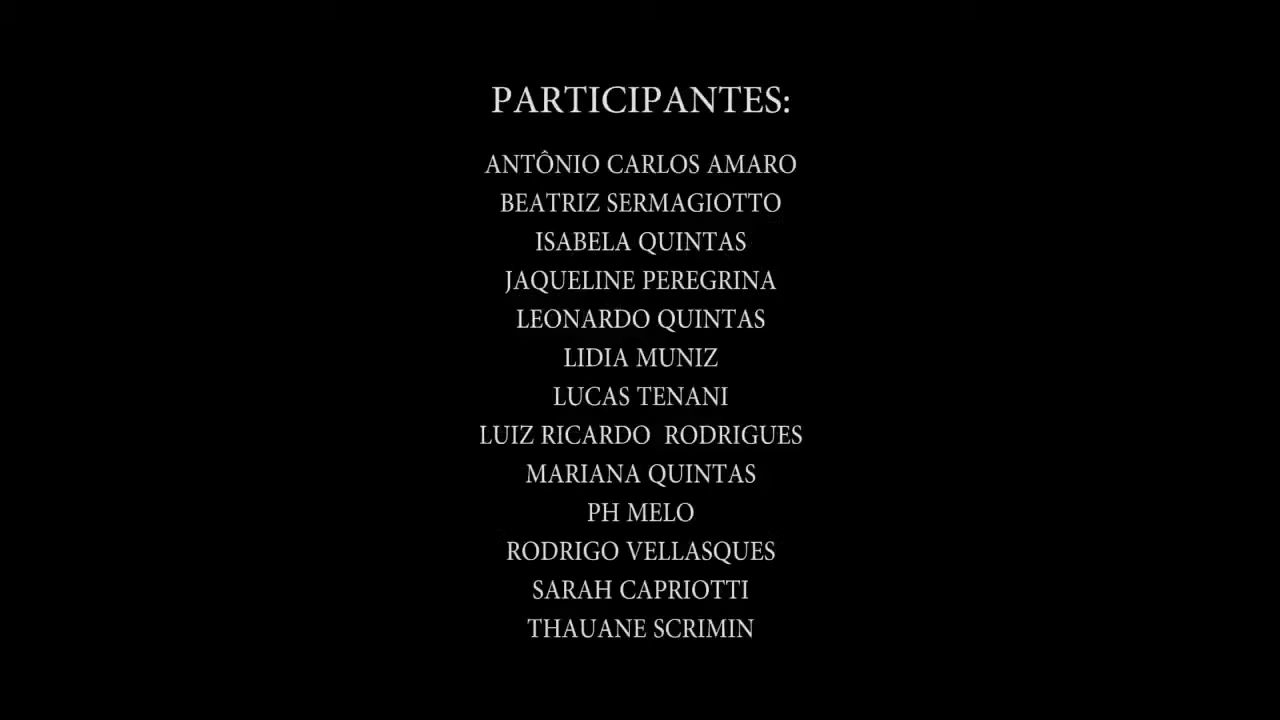 PARTICIPANTES:
ANTÔNIO CARLOS AMARO
BEATRIZ SERMAGIOTTO
ISABELA QUINTAS
JAQUELINE PEREGRINA
LEONARDO QUINTAS
LIDIA MUNIZ
LUCAS TENANI
LUIZ RICARDO  RODRIGUES
MARIANA QUINTAS
PH MELO
RODRIGO VELLASQUES
SARAH CAPRIOTTI
THAUANE SCRIMIN